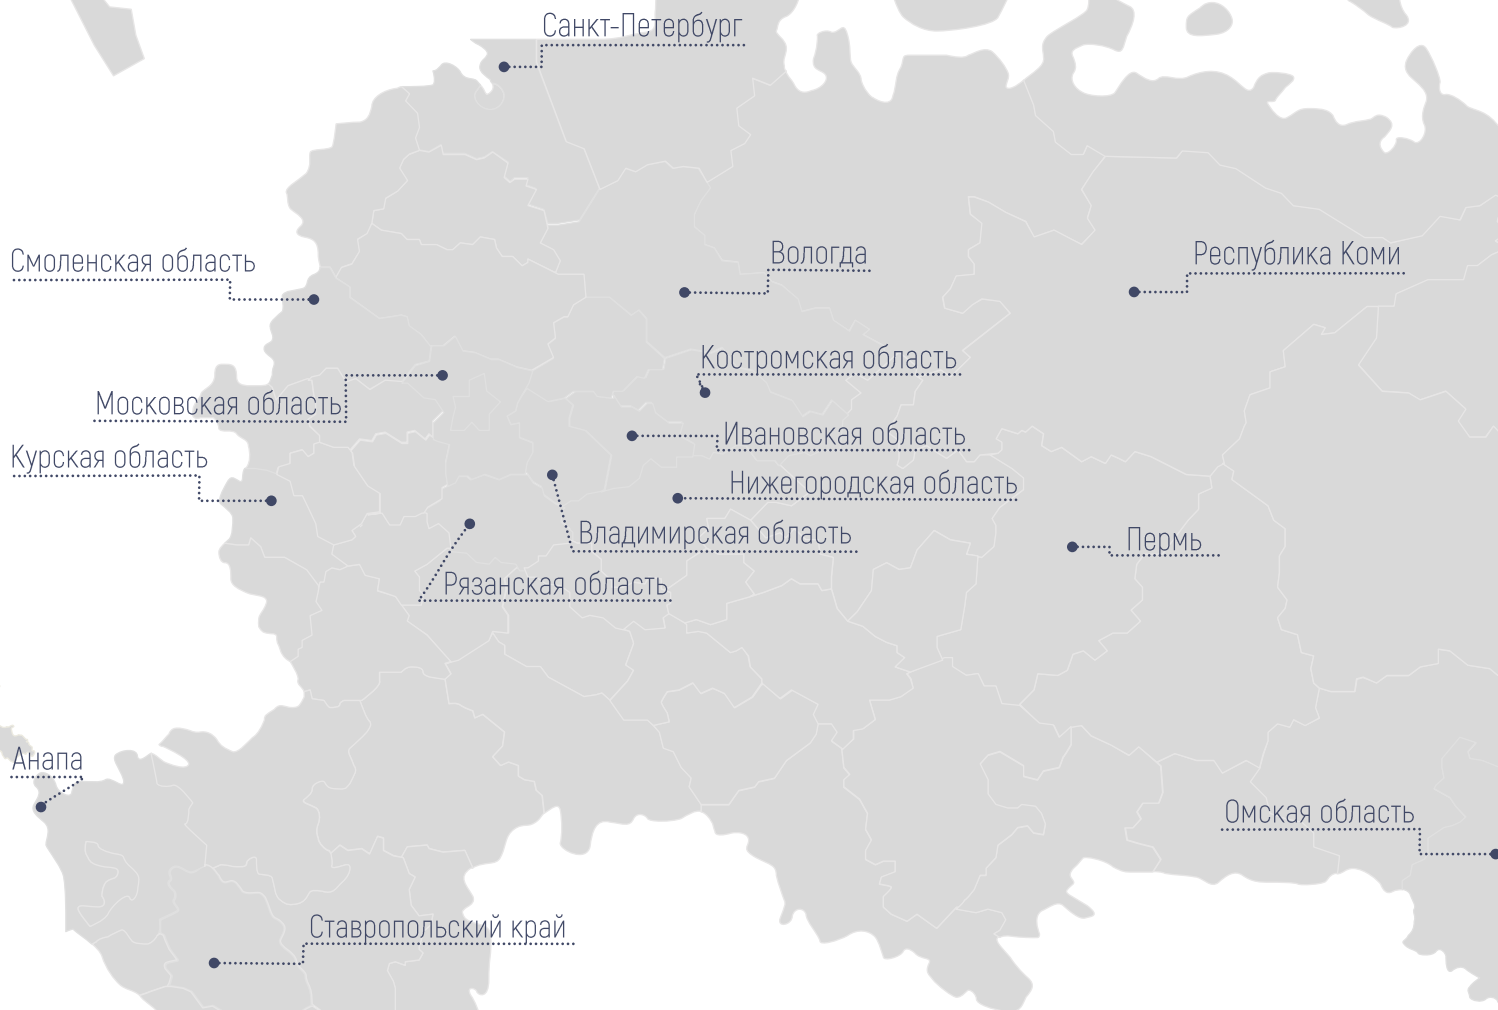 Санкт-Петербург
Смоленская область
Вологда
Республика Коми
Костромская область
Московская область
Ивановская область
Курская область
Нижегородская область
Владимирская область
Пермь
Рязанская область
Анапа
Омская область
Ставропольский край